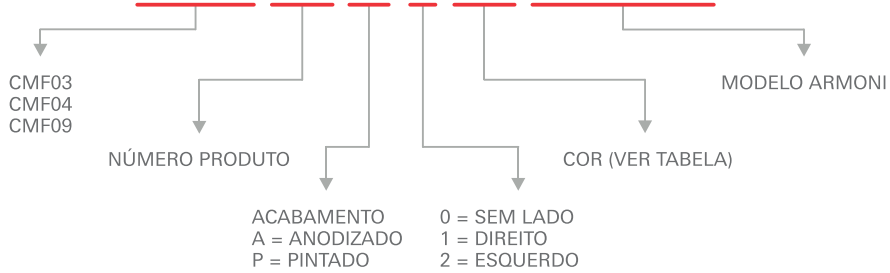 CMF03
CMF04
CMF09
MODELO ARMONI
NÚMERO PRODUTO
COR (VER TABELA)
ACABAMENTO
A = ANODIZADO
P = PINTADO
0 = SEM LADO
1 = DIREITO
2 = ESQUERDO